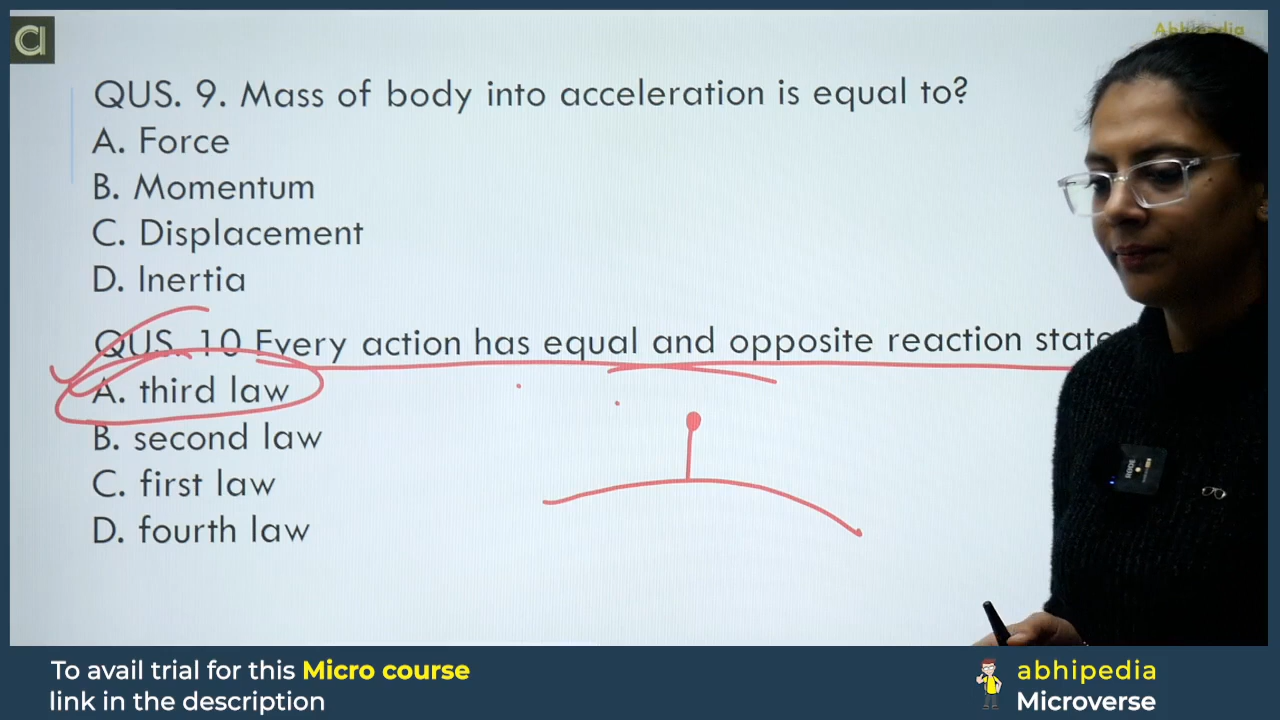 Abhipedia
QUS. 9. Mass of body into acceleration is equal to?
A. Force
B. Momentum
C. Displacement
D. Inertia
QUS. 10 Every action has equal and opposite reaction state
A. third law
B. second law
C. first law
D. fourth law
RODE
To avail trial for this Micro course
link in the description
abhipedia
Microverse